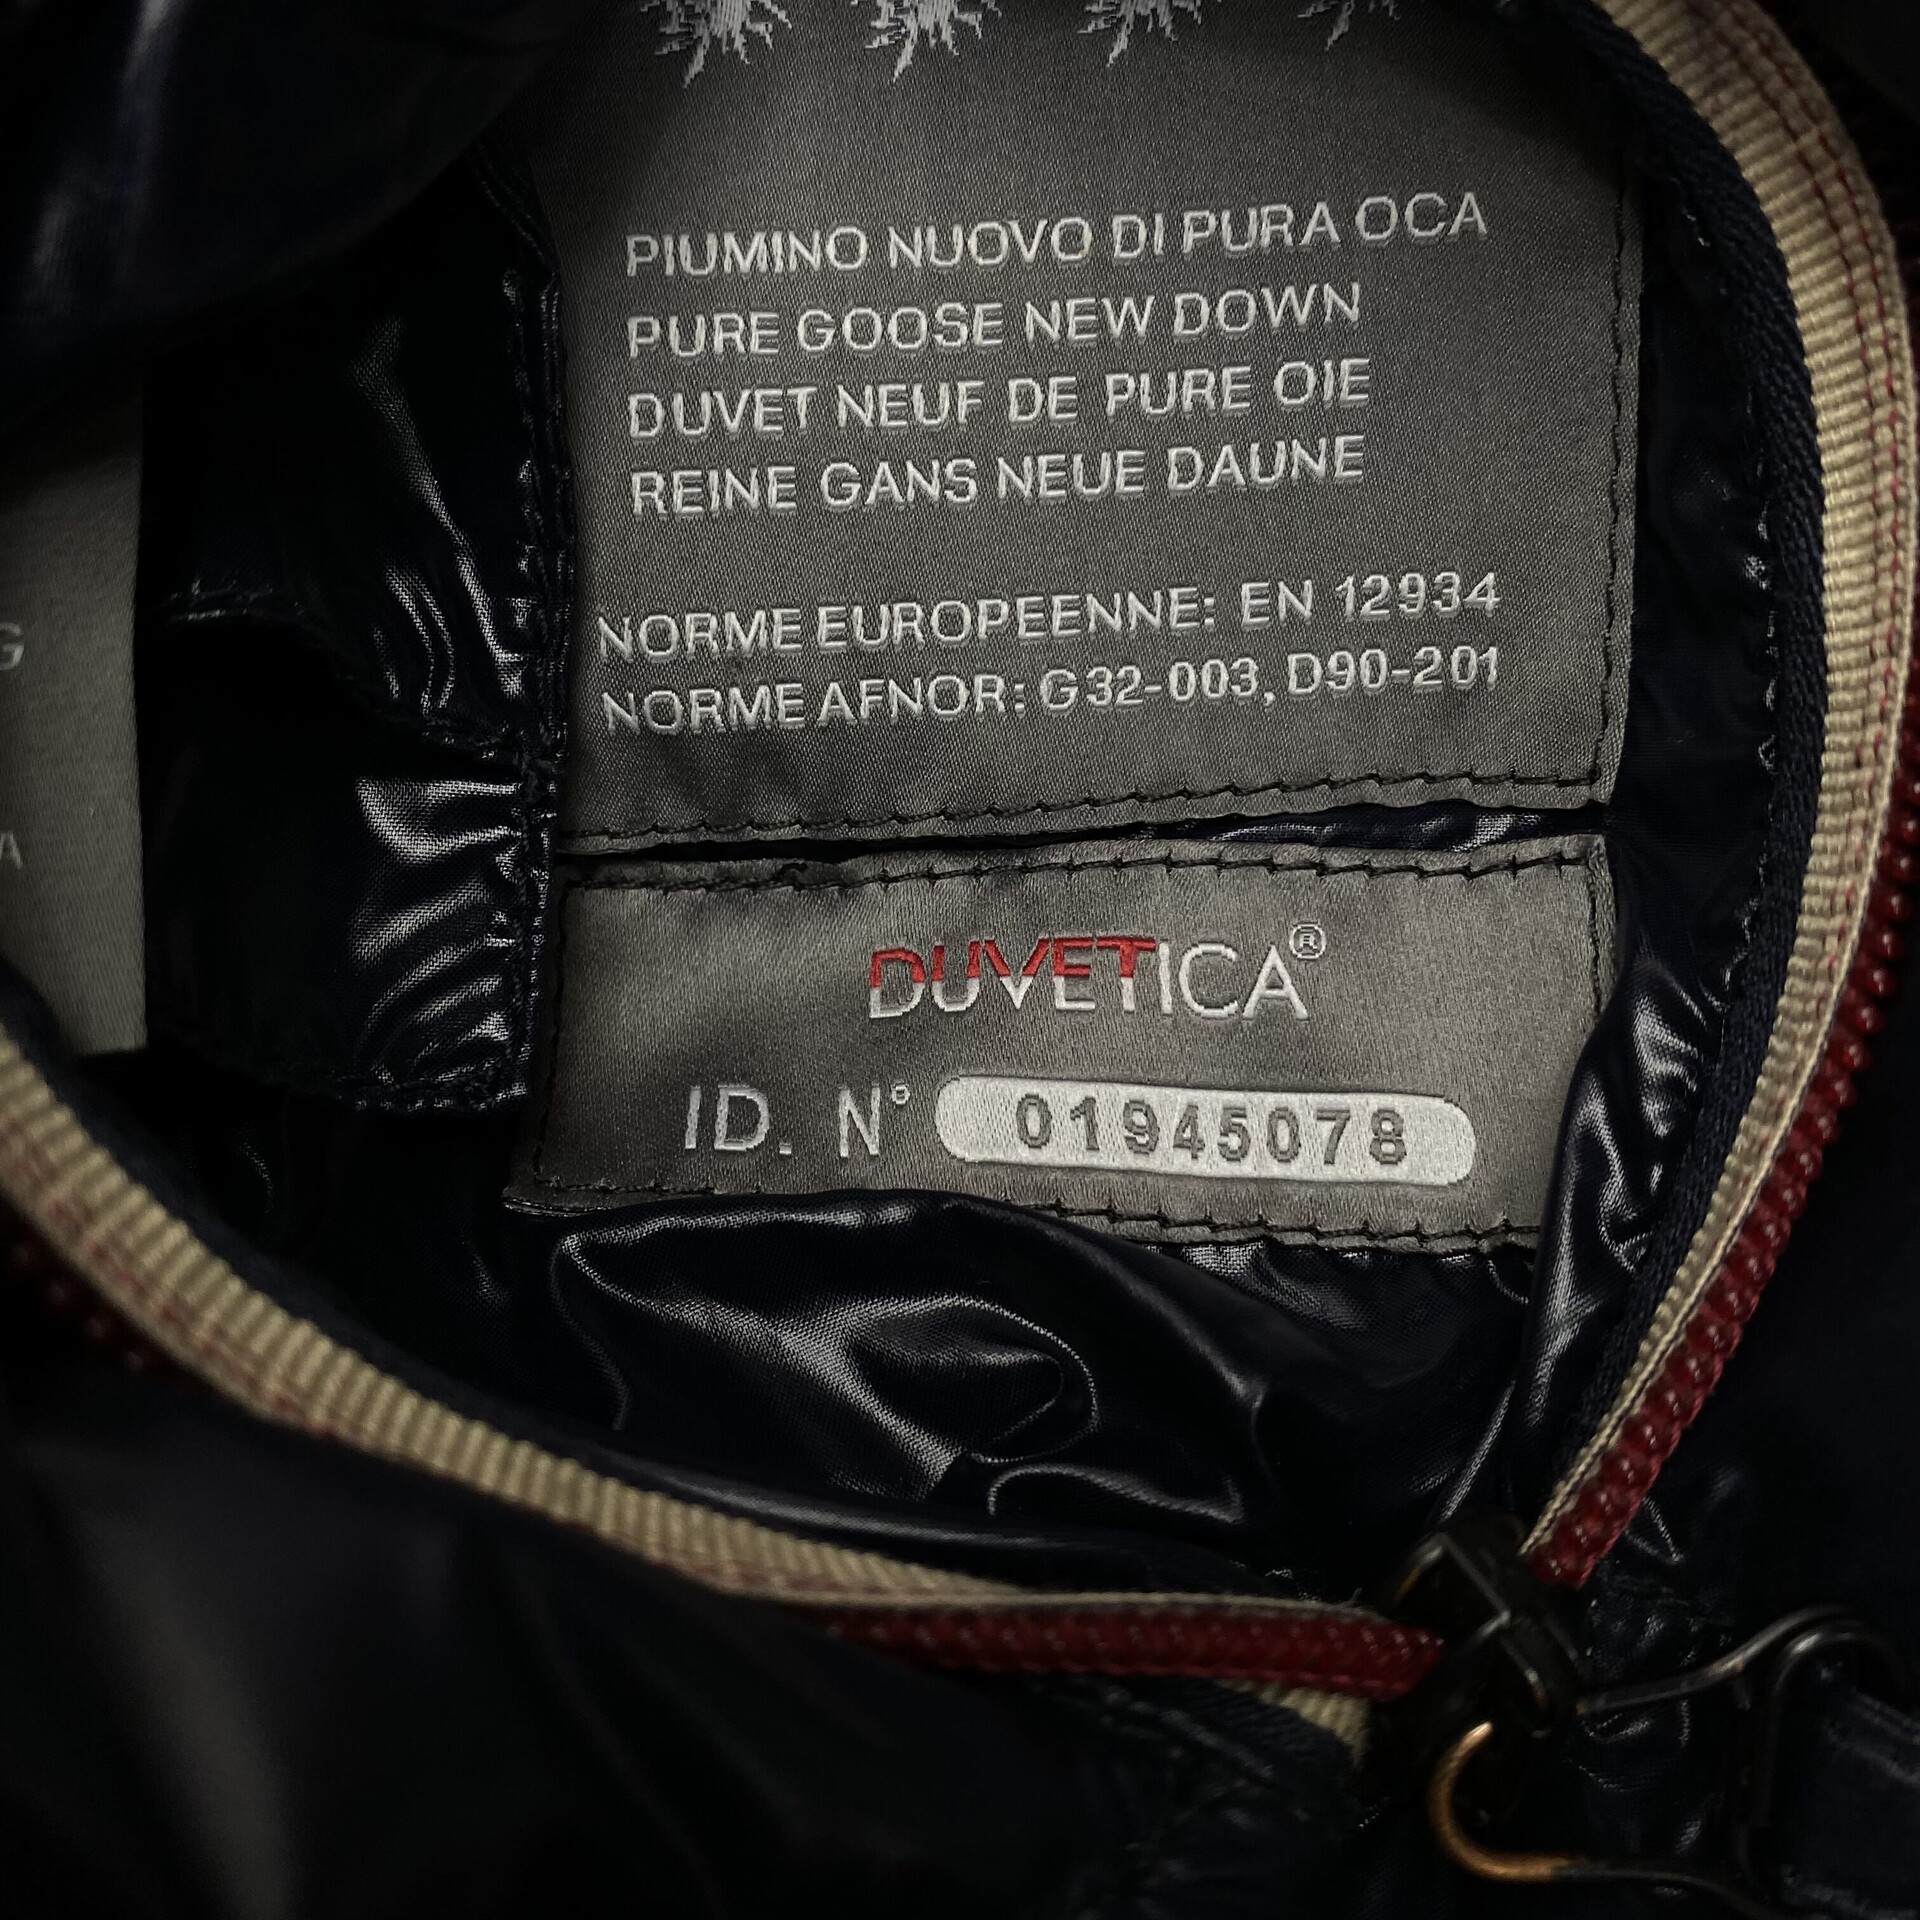 PIUMINO NUOVO DI PURA OCA
PURE GOOSE NEW DOWN
DUVET NEUF DE PURE OIE
REINE GANS NEUE DAUNE
NORME EUROPEENNE: EN 12934
NORME AFNOR: G32-003, D90-201
G
A
DUVETICA®
ID. N° 01945078